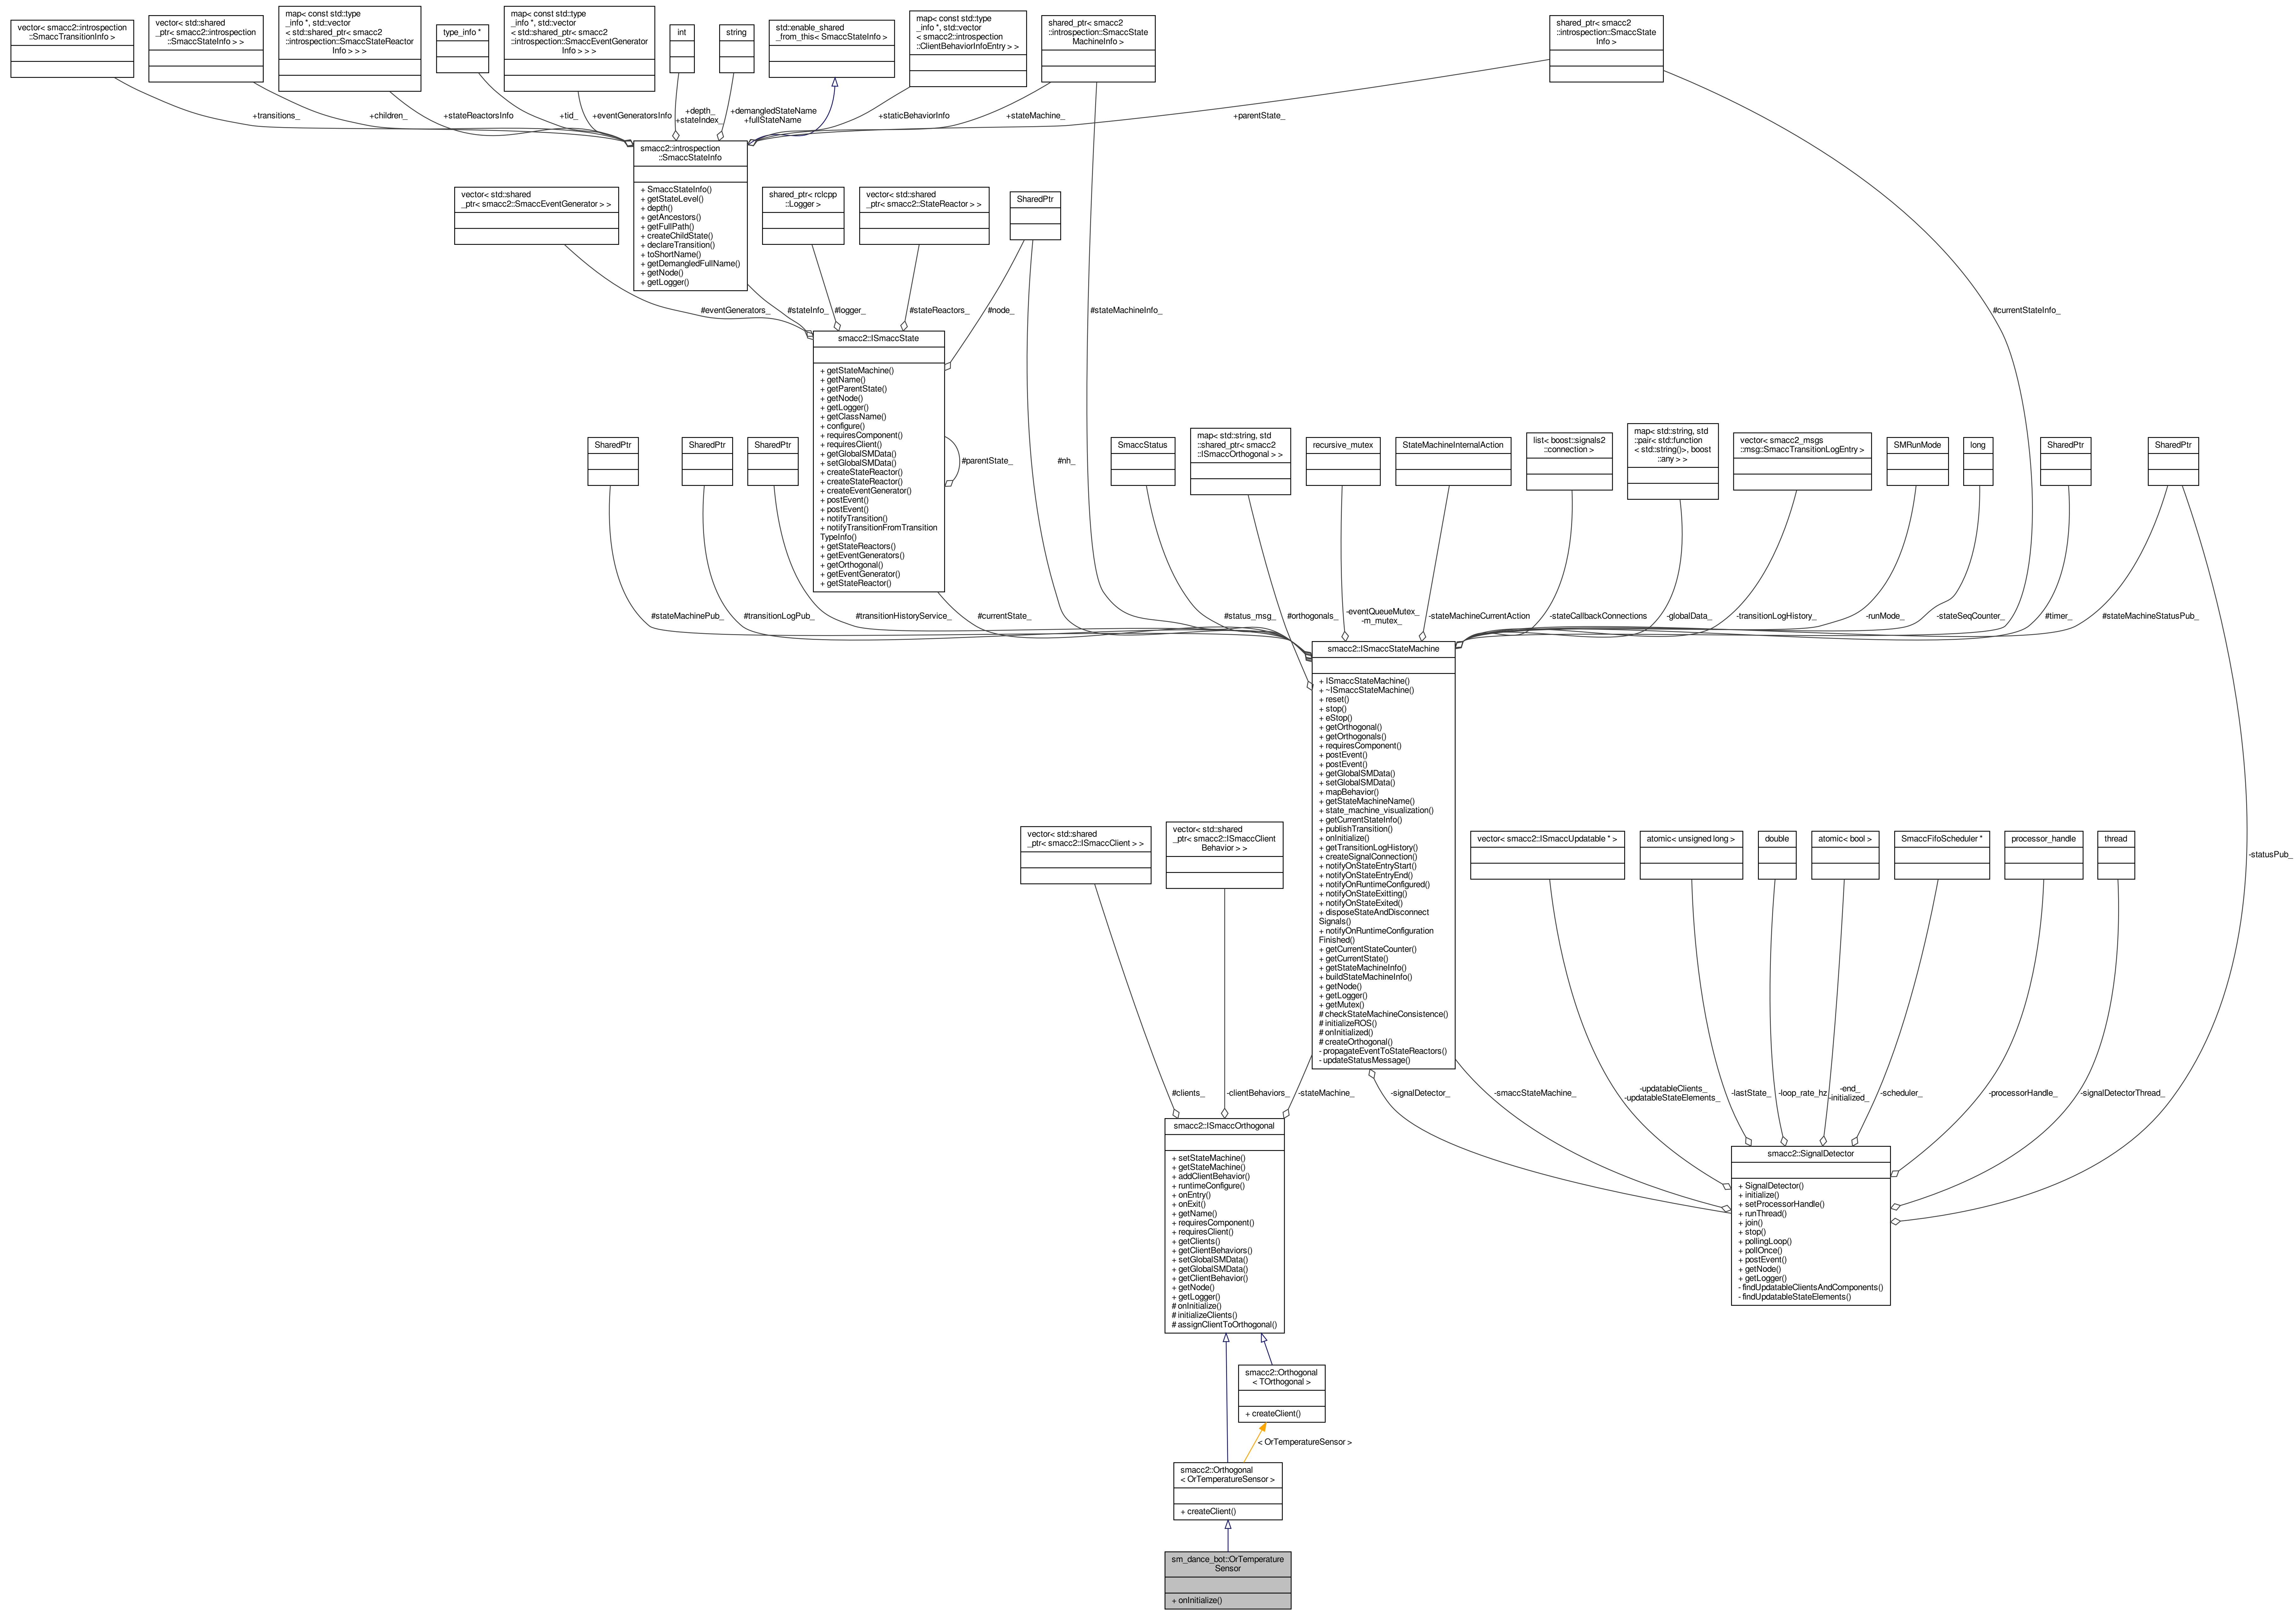 vector< smacc2::introspection
::SmaccTransitionInfo >
vector< std::shared
_ptr< smacc2::introspection
::SmaccStateInfo > >
map< const std::type
_info *, std::vector
< std::shared_ptr< smacc2
::introspection::SmaccStateReactor
Info > > >
type_info *
map< const std::type
_info *, std::vector
< std::shared_ptr< smacc2
::introspection::SmaccEventGenerator
Info > > >
int
string
std::enable_shared
_from_this< SmaccStateInfo >
map< const std::type
_info *, std::vector
< smacc2::introspection
::ClientBehaviorInfoEntry > >
shared_ptr< smacc2
::introspection::SmaccState
MachineInfo >
shared_ptr< smacc2
::introspection::SmaccState
Info >
+transitions_
+children_
+stateReactorsInfo
+tid_
+eventGeneratorsInfo
+depth_
+stateIndex_
+demangledStateName
+fullStateName
+staticBehaviorInfo
+stateMachine_
+parentState_
smacc2::introspection
::SmaccStateInfo
+ SmaccStateInfo()
+ getStateLevel()
+ depth()
+ getAncestors()
+ getFullPath()
+ createChildState()
+ declareTransition()
+ toShortName()
+ getDemangledFullName()
+ getNode()
+ getLogger()
vector< std::shared
_ptr< smacc2::SmaccEventGenerator > >
shared_ptr< rclcpp
::Logger >
vector< std::shared
_ptr< smacc2::StateReactor > >
SharedPtr
#eventGenerators_
#stateInfo_
#logger_
#stateReactors_
#node_
#stateMachineInfo_
#currentStateInfo_
smacc2::ISmaccState
+ getStateMachine()
+ getName()
+ getParentState()
+ getNode()
+ getLogger()
+ getClassName()
+ configure()
+ requiresComponent()
+ requiresClient()
+ getGlobalSMData()
+ setGlobalSMData()
+ createStateReactor()
+ createStateReactor()
+ createEventGenerator()
+ postEvent()
+ postEvent()
+ notifyTransition()
+ notifyTransitionFromTransition
TypeInfo()
+ getStateReactors()
+ getEventGenerators()
+ getOrthogonal()
+ getEventGenerator()
+ getStateReactor()
#parentState_
#nh_
SharedPtr
SharedPtr
SharedPtr
SmaccStatus
map< std::string, std
::shared_ptr< smacc2
::ISmaccOrthogonal > >
recursive_mutex
StateMachineInternalAction
list< boost::signals2
::connection >
map< std::string, std
::pair< std::function
< std::string()>, boost
::any > >
vector< smacc2_msgs
::msg::SmaccTransitionLogEntry >
SMRunMode
long
SharedPtr
SharedPtr
#stateMachinePub_
#transitionLogPub_
#transitionHistoryService_
#currentState_
#status_msg_
#orthogonals_
-eventQueueMutex_
-m_mutex_
-stateMachineCurrentAction
-stateCallbackConnections
-globalData_
-transitionLogHistory_
-runMode_
-stateSeqCounter_
#timer_
#stateMachineStatusPub_
smacc2::ISmaccStateMachine
+ ISmaccStateMachine()
+ ~ISmaccStateMachine()
+ reset()
+ stop()
+ eStop()
+ getOrthogonal()
+ getOrthogonals()
+ requiresComponent()
+ postEvent()
+ postEvent()
+ getGlobalSMData()
+ setGlobalSMData()
+ mapBehavior()
+ getStateMachineName()
+ state_machine_visualization()
+ getCurrentStateInfo()
+ publishTransition()
+ onInitialize()
+ getTransitionLogHistory()
+ createSignalConnection()
+ notifyOnStateEntryStart()
+ notifyOnStateEntryEnd()
+ notifyOnRuntimeConfigured()
+ notifyOnStateExitting()
+ notifyOnStateExited()
+ disposeStateAndDisconnect
Signals()
+ notifyOnRuntimeConfiguration
Finished()
+ getCurrentStateCounter()
+ getCurrentState()
+ getStateMachineInfo()
+ buildStateMachineInfo()
+ getNode()
+ getLogger()
+ getMutex()
# checkStateMachineConsistence()
# initializeROS()
# onInitialized()
# createOrthogonal()
- propagateEventToStateReactors()
- updateStatusMessage()
vector< std::shared
_ptr< smacc2::ISmaccClient > >
vector< std::shared
_ptr< smacc2::ISmaccClient
Behavior > >
vector< smacc2::ISmaccUpdatable * >
atomic< unsigned long >
double
atomic< bool >
SmaccFifoScheduler *
processor_handle
thread
-statusPub_
#clients_
-clientBehaviors_
-stateMachine_
-signalDetector_
-smaccStateMachine_
-updatableClients_
-updatableStateElements_
-lastState_
-loop_rate_hz
-end_
-initialized_
-scheduler_
-processorHandle_
-signalDetectorThread_
smacc2::ISmaccOrthogonal
+ setStateMachine()
+ getStateMachine()
+ addClientBehavior()
+ runtimeConfigure()
+ onEntry()
+ onExit()
+ getName()
+ requiresComponent()
+ requiresClient()
+ getClients()
+ getClientBehaviors()
+ setGlobalSMData()
+ getGlobalSMData()
+ getClientBehavior()
+ getNode()
+ getLogger()
# onInitialize()
# initializeClients()
# assignClientToOrthogonal()
smacc2::SignalDetector
+ SignalDetector()
+ initialize()
+ setProcessorHandle()
+ runThread()
+ join()
+ stop()
+ pollingLoop()
+ pollOnce()
+ postEvent()
+ getNode()
+ getLogger()
- findUpdatableClientsAndComponents()
- findUpdatableStateElements()
smacc2::Orthogonal
< TOrthogonal >
+ createClient()
< OrTemperatureSensor >
smacc2::Orthogonal
< OrTemperatureSensor >
+ createClient()
sm_dance_bot::OrTemperature
Sensor
+ onInitialize()